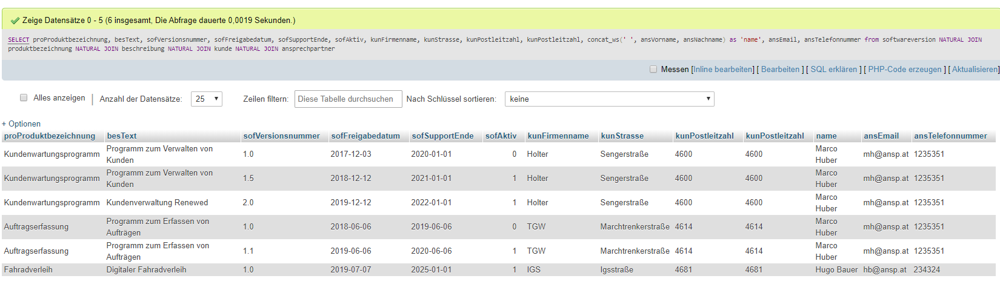 Zeige Datensätze 0 - 5 (6 insgesamt, Die Abfrage dauerte 0,0019 Sekunden.)
SELECT proProduktbezeichnung, besText, sofVersionsnummer, sofFreigabedatum, sofSupportEnde, sofAktiv, kunFirmenname, kunStrasse, kunPostleitzahl, kunPostleitzahl, concat_ws(' ', ansVorname, ansNachname) as 'name', ansEmail, ansTelefonnummer from softwareversion NATURAL JOIN
produktbezeichnung NATURAL JOIN beschreibung NATURAL JOIN kunde NATURAL JOIN ansprechpartner
Messen [Inline bearbeiten] [ Bearbeiten ] [ SQL erklären ] [ PHP-Code erzeugen ] [ Aktualisieren]
Alles anzeigen | Anzahl der Datensätze: 25 Zeilen filtern: Diese Tabelle durchsuchen Nach Schlüssel sortieren: keine
+ Optionen
proProduktbezeichnung besText sofVersionsnummer sofFreigabedatum sofSupportEnde sofAktiv kunFirmenname kunStrasse kunPostleitzahl kunPostleitzahl name ansEmail ansTelefonnummer
Programm zum Verwalten von Marco
Kundenwartungsprogramm 1.0 2017-12-03 2020-01-01 0 Holter Sengerstraße 4600 4600 mh@ansp.at 1235351
Kunden Huber
Programm zum Verwalten von Marco
Kundenwartungsprogramm 1.5 2018-12-12 2021-01-01 1 Holter Sengerstraße 4600 4600 mh@ansp.at 1235351
Kunden Huber
Marco
Kundenwartungsprogramm Kundenverwaltung Renewed 2.0 2019-12-12 2022-01-01 1 Holter Sengerstraße 4600 4600 mh@ansp.at 1235351
Huber
Programm zum Erfassen von Marco
Auftragserfassung 1.0 2018-06-06 2019-06-06 0 TGW Marchtrenkerstraße 4614 4614 mh@ansp.at 1235351
Aufträgen Huber
Programm zum Erfassen von Marco
Auftragserfassung 1.1 2019-06-06 2020-06-06 1 TGW Marchtrenkerstraße 4614 4614 mh@ansp.at 1235351
Aufträgen Huber
Fahradverleih Digitaler Fahradverleih 1.0 2019-07-07 2025-01-01 1 IGS Igsstraße 4681 4681 Hugo Bauer hb@ansp.at 234324